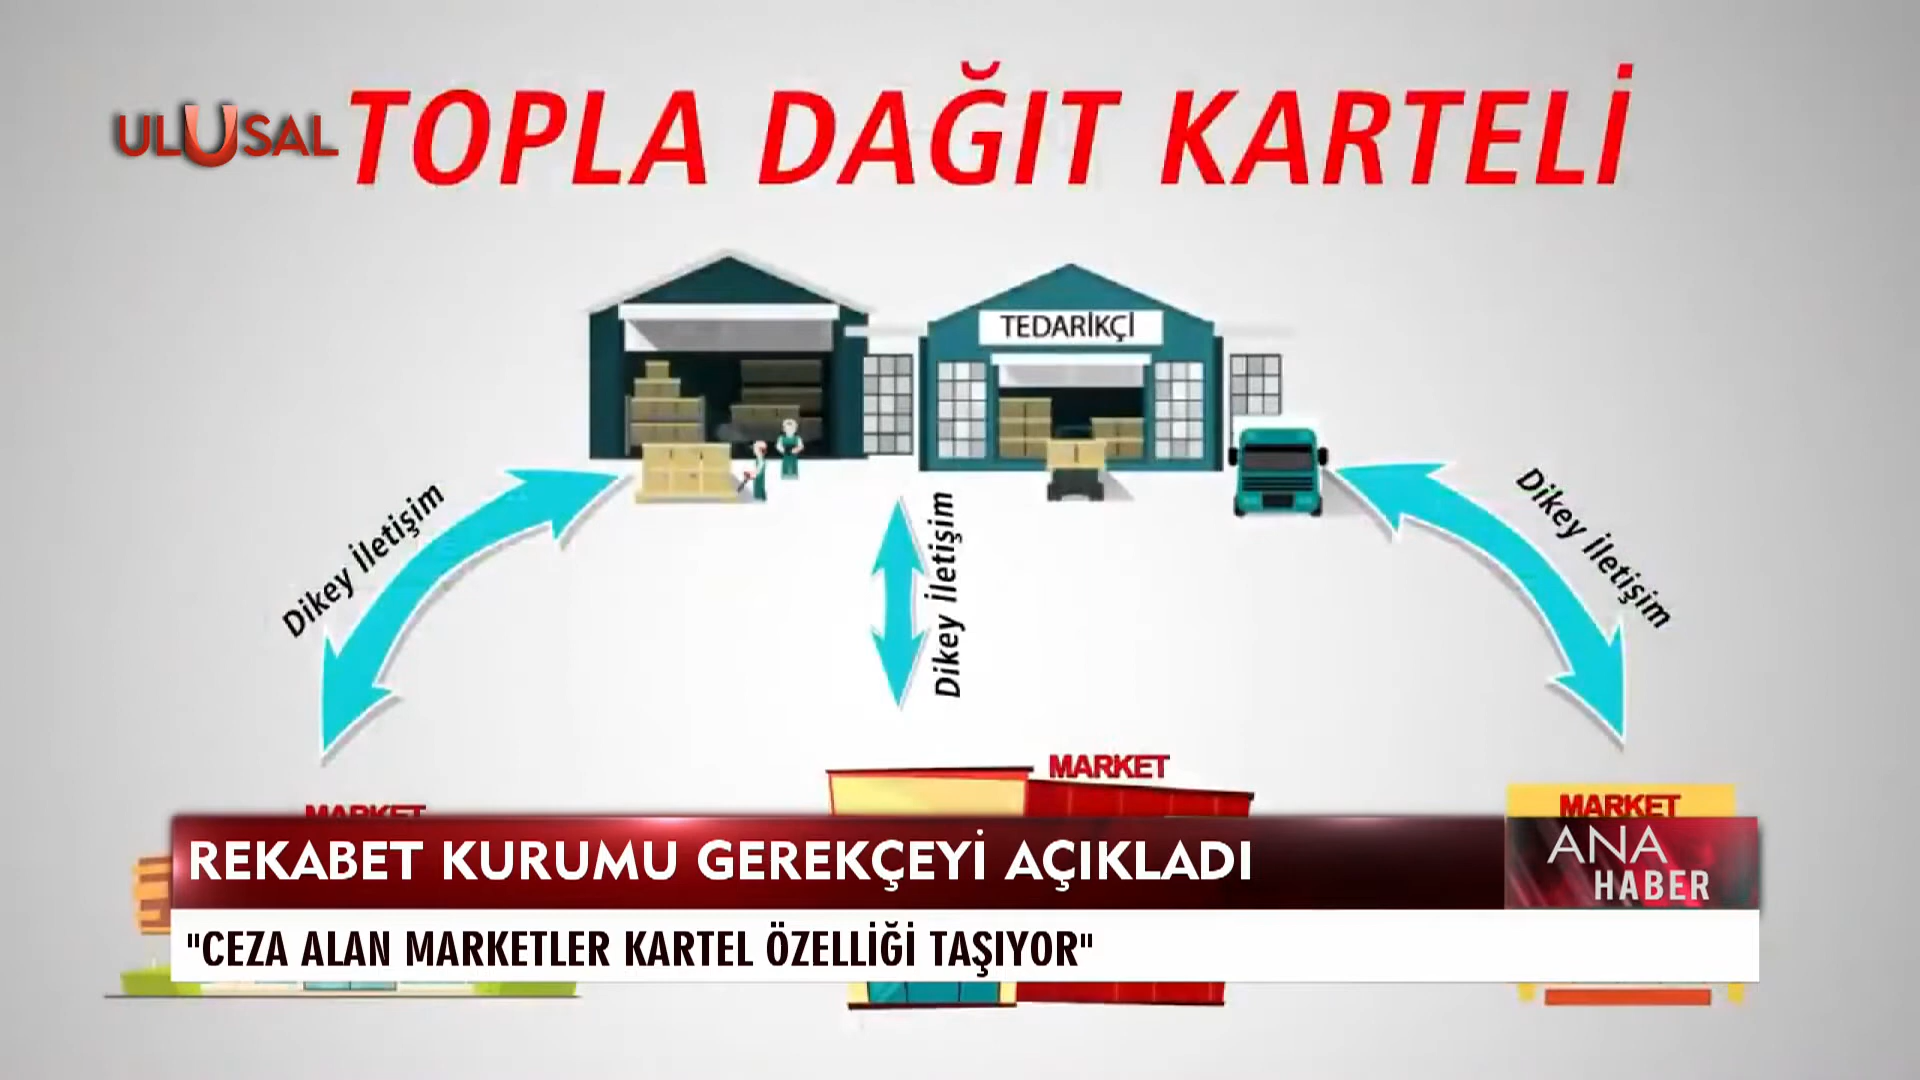 ULUSAL
TOPLA DAĞIT KARTELİ
TEDARİKÇİ
Dikey İletişim
Dikey İletişim
Dikey İletişim
MARKET
MARKET
MARKET
REKABET KURUMU GEREKÇEYİ AÇIKLADI
ANA
HABER
"CEZA ALAN MARKETLER KARTEL ÖZELLİĞİ TAŞIYOR"